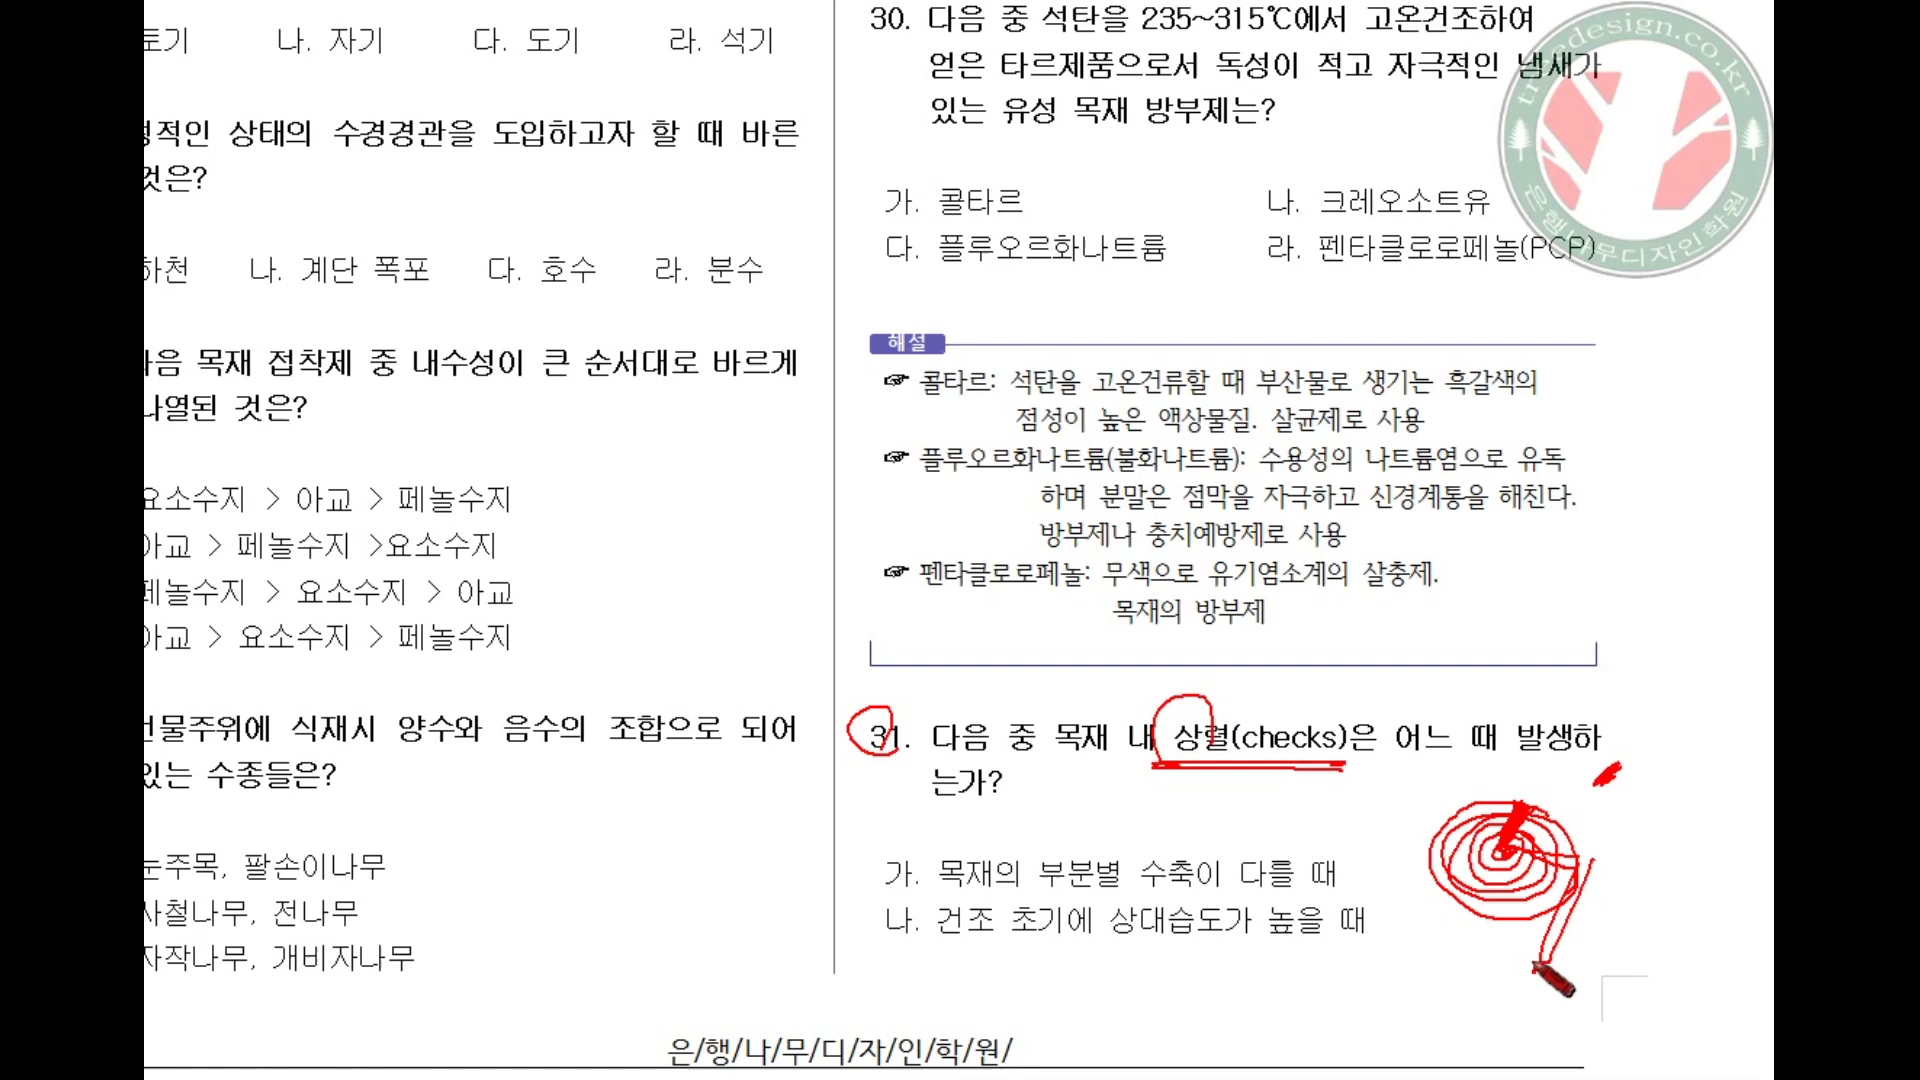 토기 나. 자기 다. 도기 라. 석기
정적인 상태의 수경경관을 도입하고자 할 때 바른
것은?
하천 나. 계단 폭포 다. 호수 라. 분수
다음 목재 접착제 중 내수성이 큰 순서대로 바르게
나열된 것은?
요소수지 > 아교 > 페놀수지
아교 > 페놀수지 >요소수지
페놀수지 > 요소수지 > 아교
아교 > 요소수지 > 페놀수지
건물주위에 식재시 양수와 음수의 조합으로 되어
있는 수종들은?
눈주목, 팔손이나무
사철나무, 전나무
자작나무, 개비자나무
30. 다음 중 석탄을 235~315℃에서 고온건조하여
얻은 타르제품으로서 독성이 적고 자극적인 냄새가
있는 유성 목재 방부제는?
가. 콜타르 나. 크레오소트유
다. 플루오르화나트륨 라. 펜타클로로페놀(PCP)
해설
☞ 콜타르: 석탄을 고온건류할 때 부산물로 생기는 흑갈색의
점성이 높은 액상물질. 살균제로 사용
☞ 플루오르화나트륨(불화나트륨): 수용성의 나트륨염으로 유독
하며 분말은 점막을 자극하고 신경계통을 해친다.
방부제나 충치예방제로 사용
☞ 펜타클로로페놀: 무색으로 유기염소계의 살충제.
목재의 방부제
31. 다음 중 목재 내 상렬(checks)은 어느 때 발생하
는가?
가. 목재의 부분별 수축이 다를 때
나. 건조 초기에 상대습도가 높을 때
은/행/나/무/디/자/인/학/원/
treedesign.co.kr
은행나무디자인학원